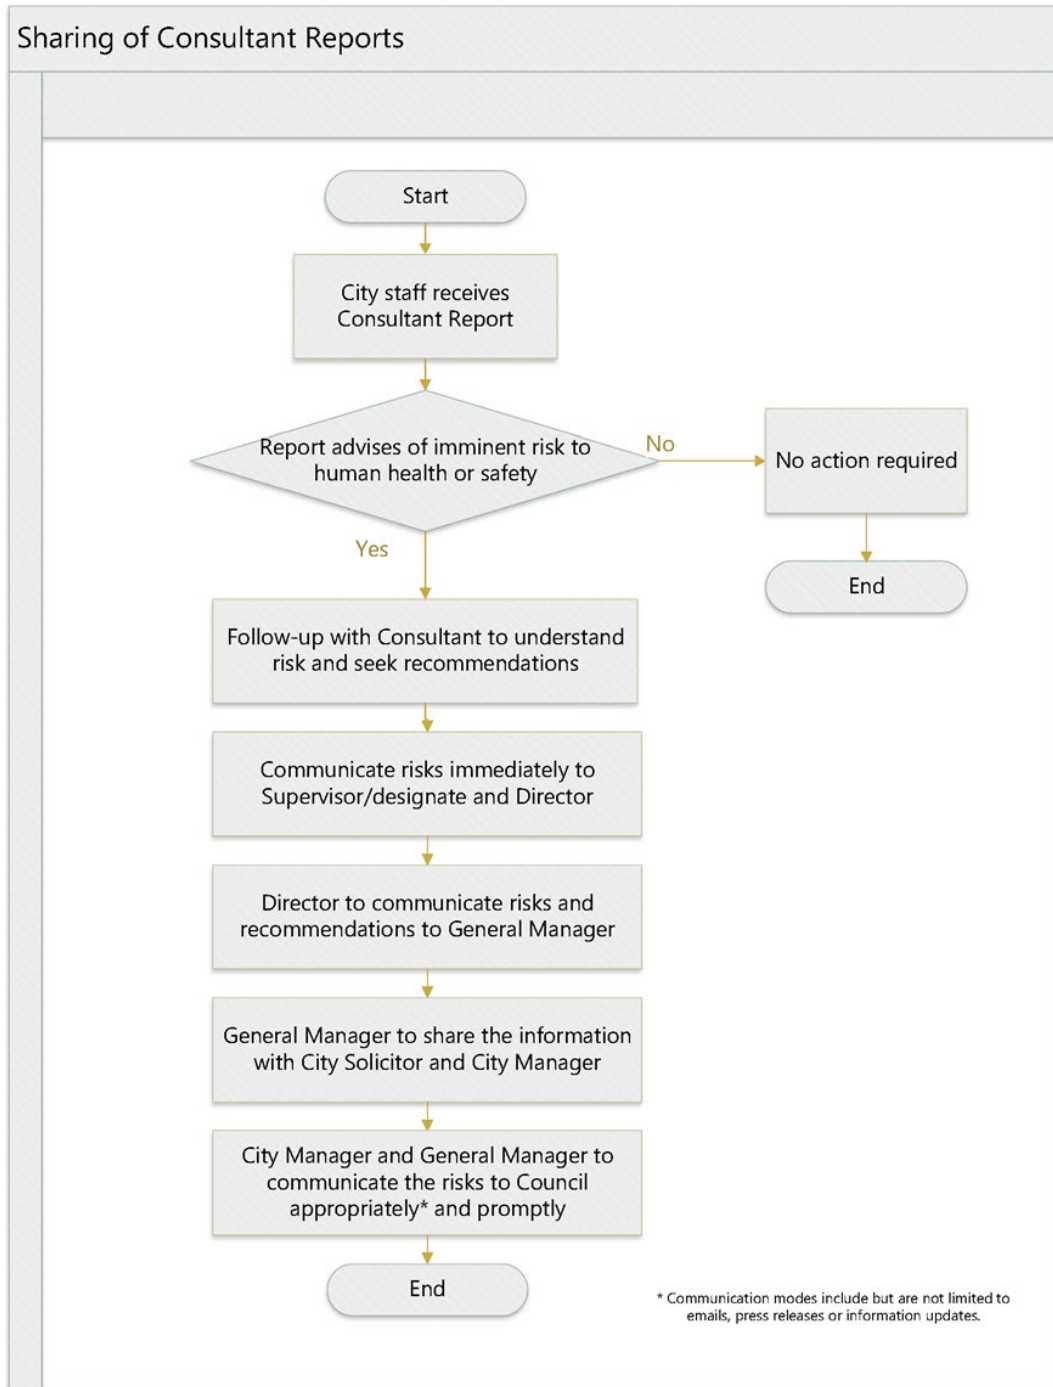 Sharing of Consultant Reports
Start
City staff receives
Consultant Report
Report advises of imminent risk to
human health or safety
No
No action required
End
Yes
Follow-up with Consultant to understand
risk and seek recommendations
Communicate risks immediately to
Supervisor/designate and Director
Director to communicate risks and
recommendations to General Manager
General Manager to share the information
with City Solicitor and City Manager
City Manager and General Manager to
communicate the risks to Council
appropriately* and promptly
End
* Communication modes include but are not limited to
emails, press releases or information updates.